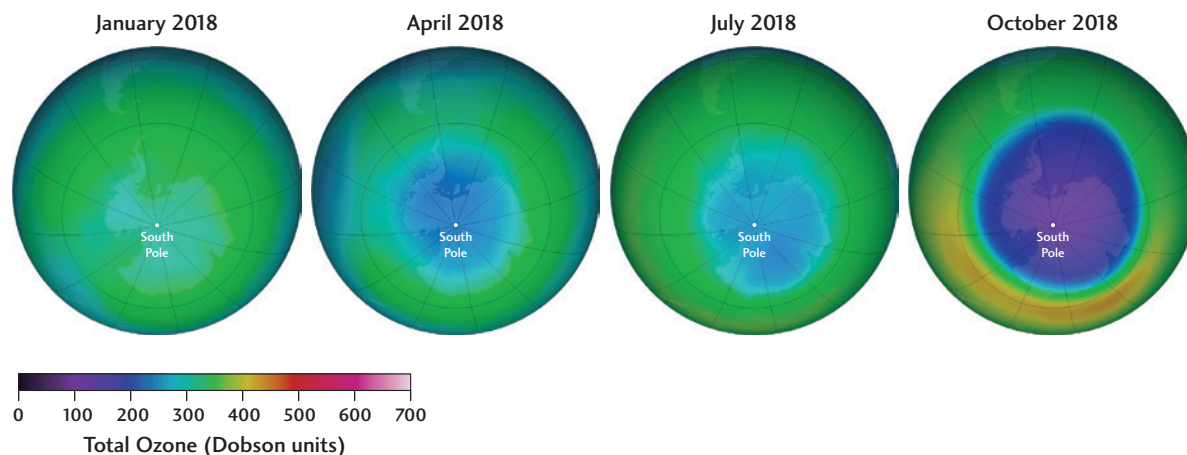 January 2018
April 2018
July 2018
October 2018
South
Pole
South
Pole
South
Pole
South
Pole
0 100 200 300 400 500 600 700
Total Ozone (Dobson units)